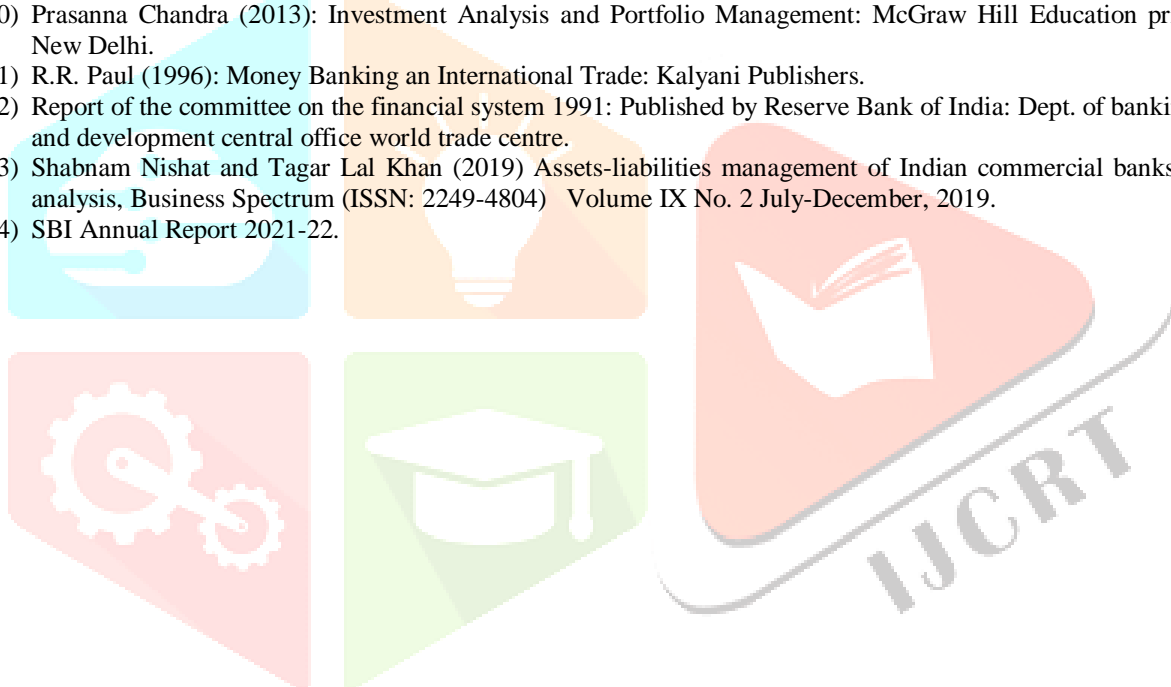 0) Prasanna Chandra (2013): Investment Analysis and Portfolio Management: McGraw Hill Education
New Delhi.
1) R.R. Paul (1996): Money Banking an International Trade: Kalyani Publishers.
2) Report of the committee on the financial system 1991: Published by Reserve Bank of India: Dept. of
and development central office world trade centre.
3) Shabnam Nishat and Tagar Lal Khan (2019) Assets-liabilities management of Indian commercial banks
analysis, Business Spectrum (ISSN: 2249-4804) Volume IX No. 2 July-December, 2019.
4) SBI Annual Report 2021-22.
IJCRT